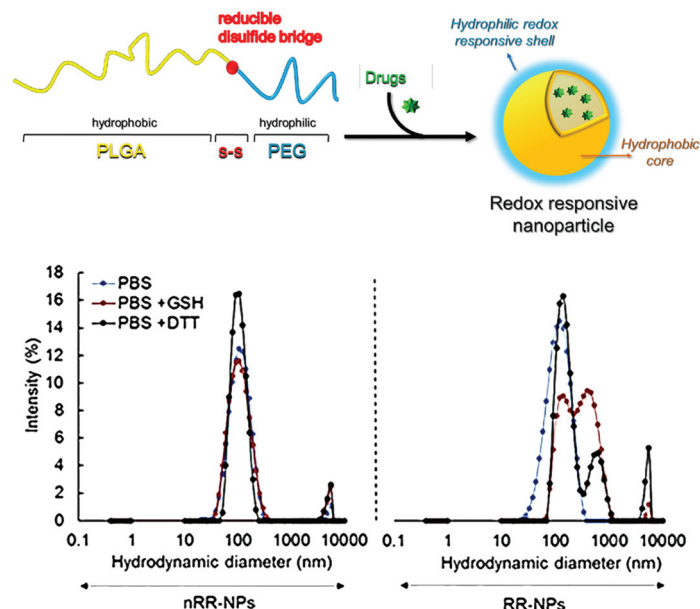 reducible
disulfide bridge
Hydrophilic redox
responsive shell
Drugs
hydrophobic
hydrophilic
PLGA
s-s
PEG
Hydrophobic
core
Redox responsive
nanoparticle
18
16
14
12
10
8
6
4
2
0
Intensity (%)
PBS
PBS +GSH
PBS +DTT
0.1 1 10 100 1000 10000
0.1 1 10 100 1000 10000
Hydrodynamic diameter (nm)
Hydrodynamic diameter (nm)
nRR-NPs
RR-NPs